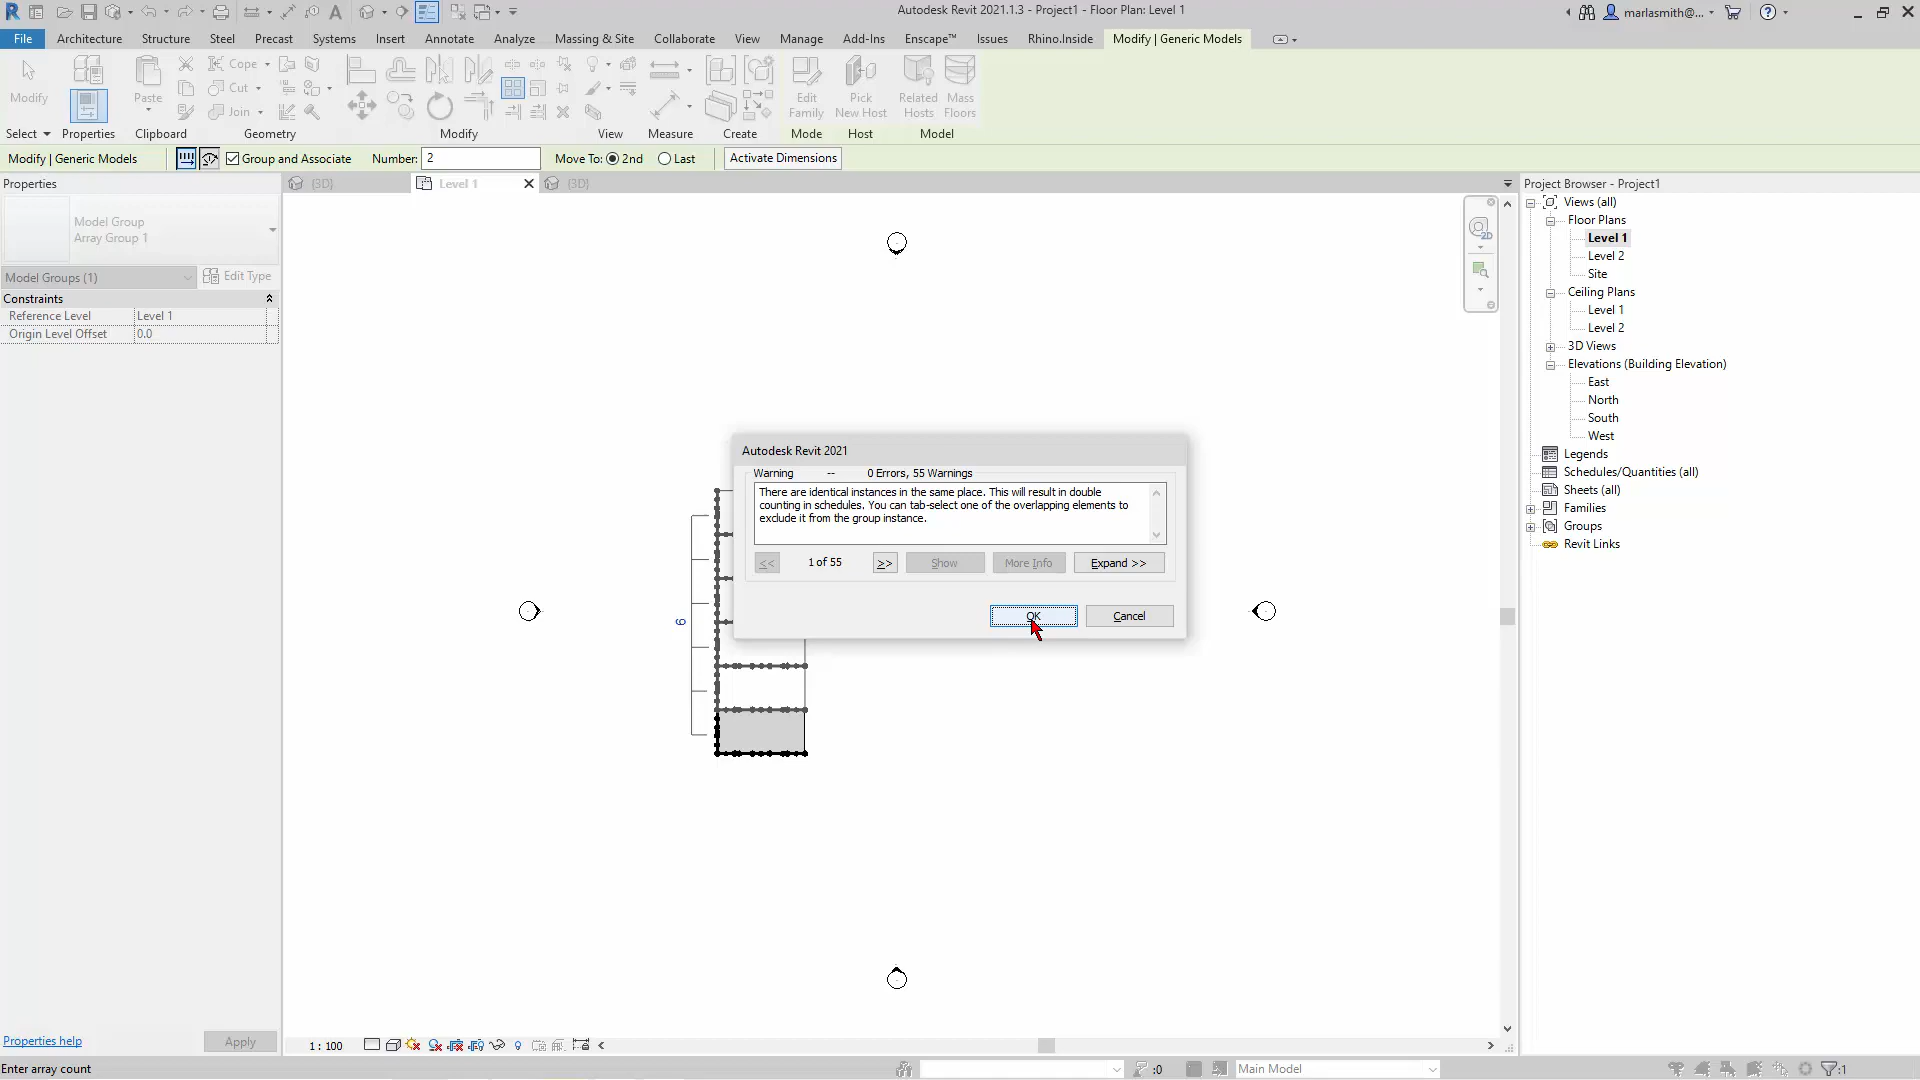 Autodesk Revit 2021.1.3 - Project1 - Floor Plan: Level 1
marlasmith@...
File Architecture Structure Steel Precast Systems Insert Annotate Analyze Massing & Site Collaborate View Manage Add-Ins Enscape™ Issues Rhino.Inside Modify | Generic Models
Modify
Paste
Cope
Cut
Join
Edit Family
Pick New Host
Related Hosts
Mass Floors
Select Properties Clipboard Geometry Modify View Measure Create Mode Host Model
Modify | Generic Models Group and Associate Number: 2 Move To: 2nd Last Activate Dimensions
Properties
{3D} Level 1 {3D}
Model Group
Array Group 1
Model Groups (1) Edit Type
Constraints
Reference Level Level 1
Origin Level Offset 0.0
2D
6
Autodesk Revit 2021
Warning -- 0 Errors, 55 Warnings
There are identical instances in the same place. This will result in double
counting in schedules. You can tab-select one of the overlapping elements to
exclude it from the group instance.
<< 1 of 55 >> Show More Info Expand >>
OK Cancel
Project Browser - Project1
Views (all)
Floor Plans
Level 1
Level 2
Site
Ceiling Plans
Level 1
Level 2
3D Views
Elevations (Building Elevation)
East
North
South
West
Legends
Schedules/Quantities (all)
Sheets (all)
Families
Groups
Revit Links
Properties help Apply
1 : 100
Enter array count
:0
Main Model
:1